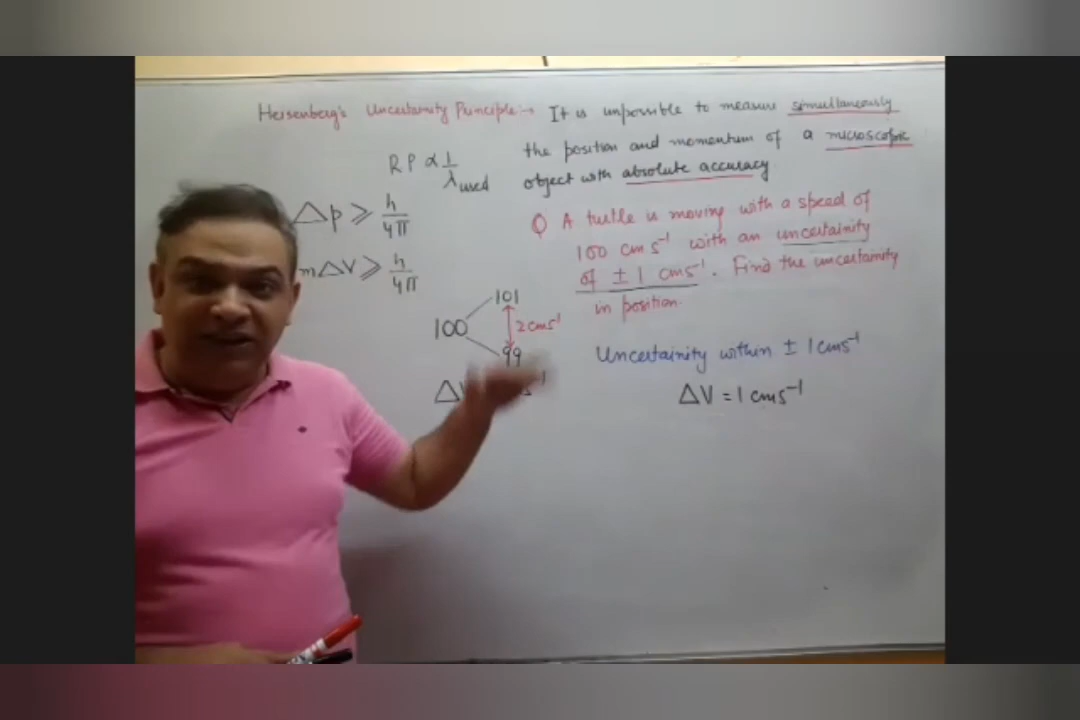 Heisenberg's Uncertainity Principle:→ It is impossible to measure simultaneously
the position and momentum of a microscopic
object with absolute accuracy
RP ∝ 1/λused
Δp ⩾ h/4π
mΔV ⩾ h/4π
Q A turtle is moving with a speed of
100 cm s⁻¹ with an uncertainity
of ± 1 cms⁻¹. Find the uncertainity
in position.
101
100
2cms⁻¹
99
Uncertainity within ± 1 cms⁻¹
ΔV = 1 cms⁻¹